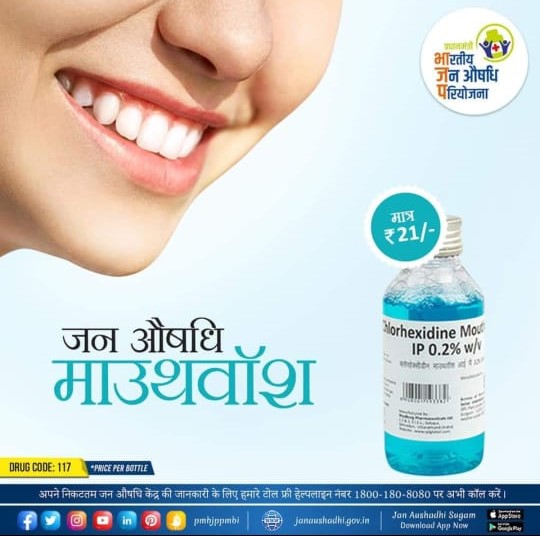 प्रधानमंत्री
भारतीय
जन औषधि
परियोजना
मात्र
₹21/-
Chlorhexidine Mout
IP 0.2% w/v
जन औषधि
माउथवॉश
DRUG CODE: 117
*PRICE PER BOTTLE
अपने निकटतम जन औषधि केंद्र की जानकारी के लिए हमारे टोल फ्री हेल्पलाइन नंबर 1800-180-8080 पर अभी कॉल करें।
pmbjppmbi
janaushadhi.gov.in
Jan Aushadhi Sugam
Download App Now
App Store
Google Play